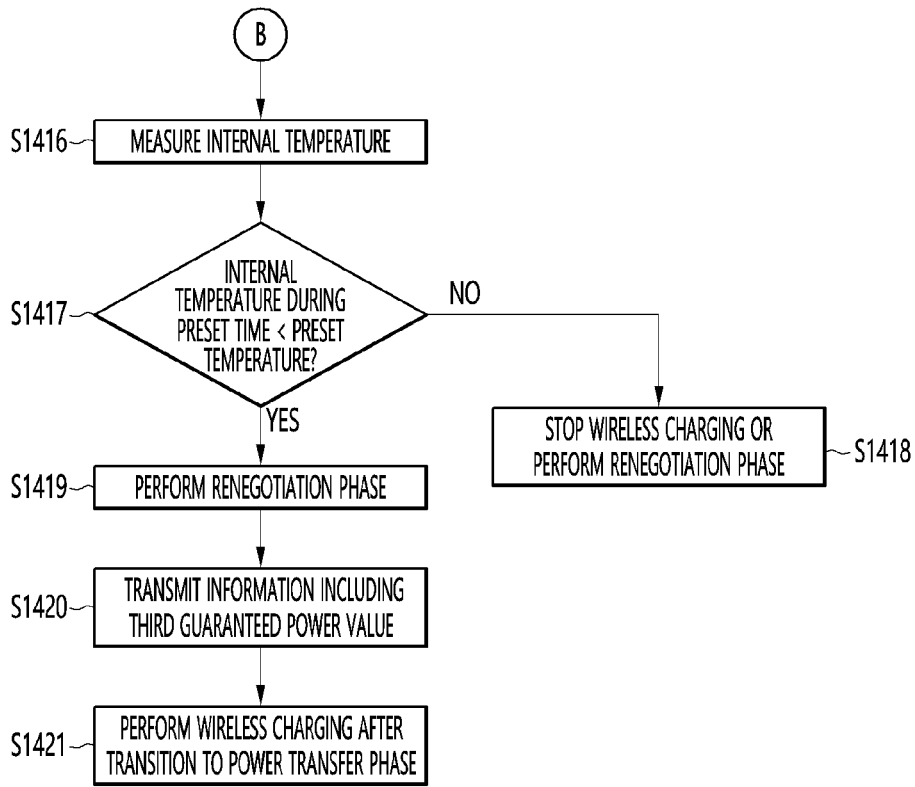 B
S1416
MEASURE INTERNAL TEMPERATURE
S1417
INTERNAL
TEMPERATURE DURING
PRESET TIME < PRESET
TEMPERATURE?
NO
YES
STOP WIRELESS CHARGING OR
PERFORM RENEGOTIATION PHASE
S1418
S1419
PERFORM RENEGOTIATION PHASE
S1420
TRANSMIT INFORMATION INCLUDING
THIRD GUARANTEED POWER VALUE
S1421
PERFORM WIRELESS CHARGING AFTER
TRANSITION TO POWER TRANSFER PHASE